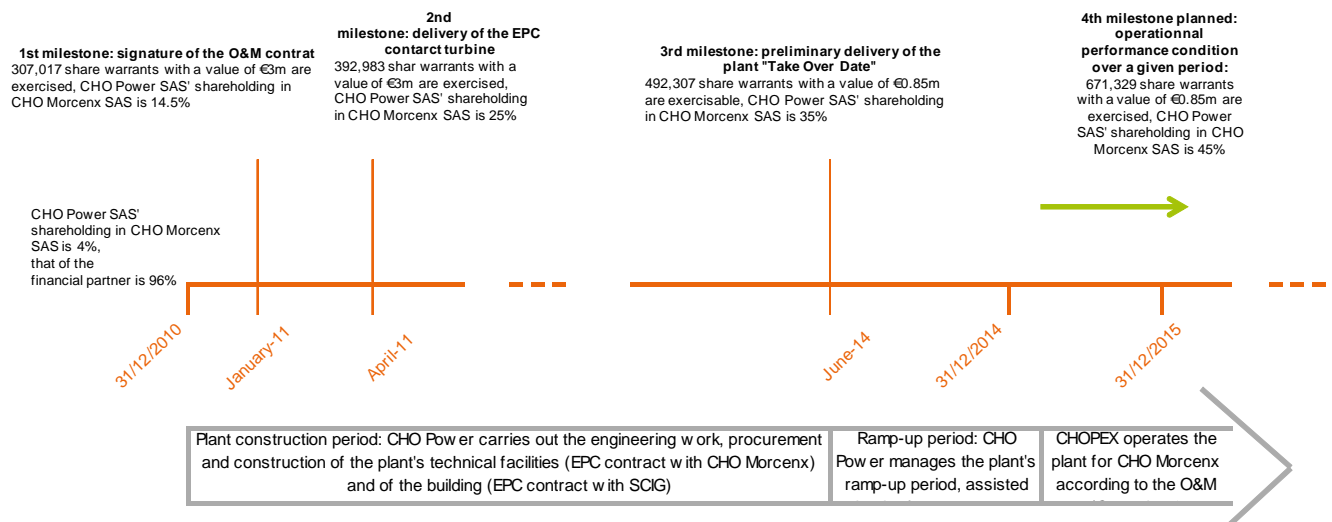 1st milestone: signature of the O&M contrat
307,017 share warrants with a value of €3m are
exercised, CHO Power SAS' shareholding in
CHO Morcenx SAS is 14.5%
2nd
milestone: delivery of the EPC
contarct turbine
392,983 shar warrants with a
value of €3m are exercised,
CHO Power SAS' shareholding
in CHO Morcenx SAS is 25%
3rd milestone: preliminary delivery of the
plant "Take Over Date"
492,307 share warrants with a value of €0.85m
are exercisable, CHO Power SAS' shareholding
in CHO Morcenx SAS is 35%
4th milestone planned:
operationnal
performance condition
over a given period:
671,329 share warrants
with a value of €0.85m are
exercised, CHO Power
SAS' shareholding in CHO
Morcenx SAS is 45%
CHO Power SAS'
shareholding in CHO Morcenx
SAS is 4%,
that of the
financial partner is 96%
31/12/2010
January-11
April-11
June-14
31/12/2014
31/12/2015
Plant construction period: CHO Power carries out the engineering work, procurement
and construction of the plant's technical facilities (EPC contract with CHO Morcenx)
and of the building (EPC contract with SCIG)
Ramp-up period: CHO
Power manages the plant's
ramp-up period, assisted
CHOPEX operates the
plant for CHO Morcenx
according to the O&M